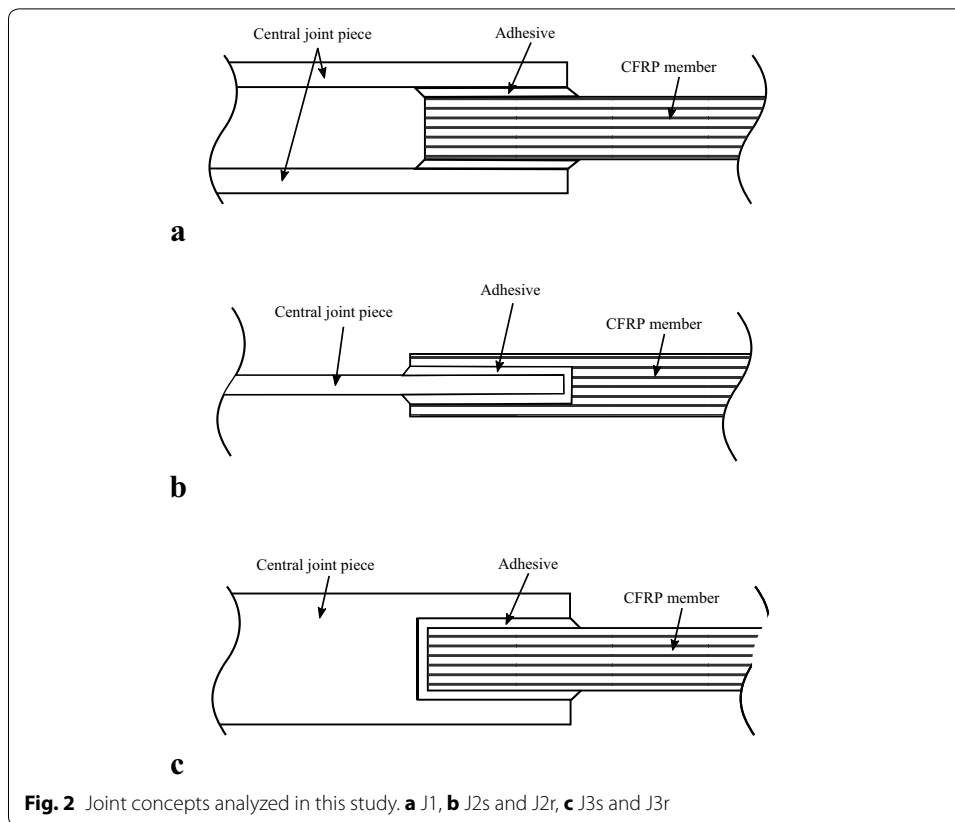 Central joint piece
Adhesive
CFRP member
a
Adhesive
Central joint piece
CFRP member
b
Adhesive
Central joint piece
CFRP member
c
Fig. 2 Joint concepts analyzed in this study. a J1, b J2s and J2r, c J3s and J3r